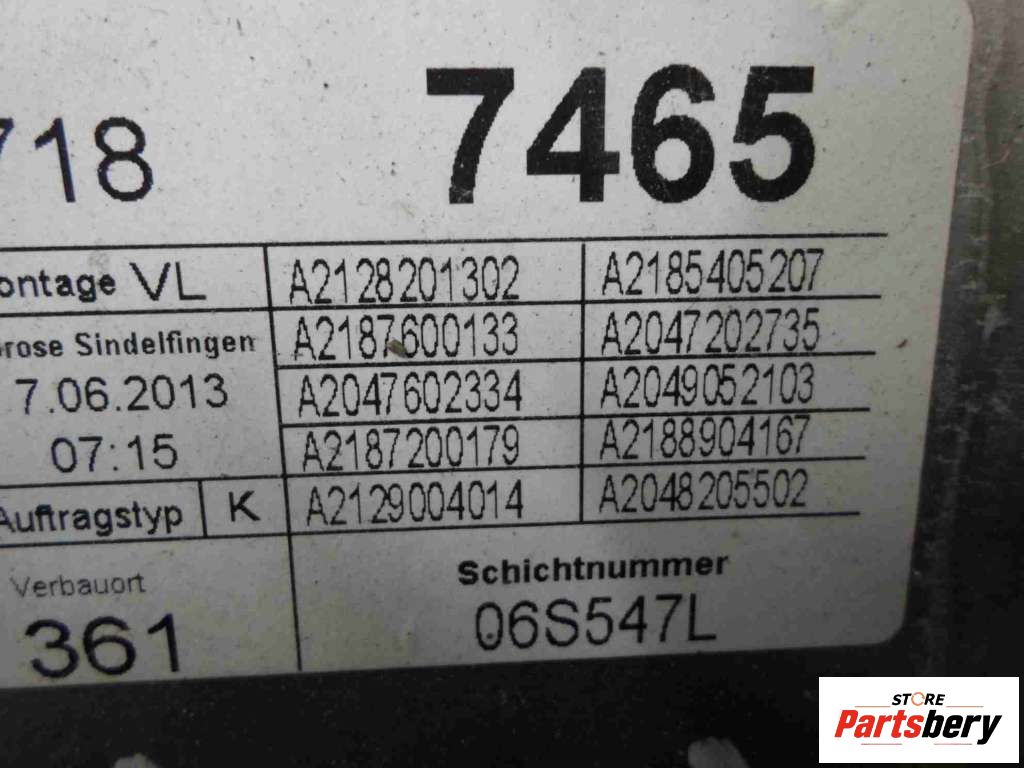 718 7465
ontage VL A2128201302 A2185405207
rose Sindelfingen A2187600133 A2047202735
7.06.2013 A2047602334 A2049052103
07:15 A2187200179 A2188904167
Auftragstyp K A2129004014 A2048205502
Verbauort Schichtnummer
361 06S547L
STORE
Partsbery